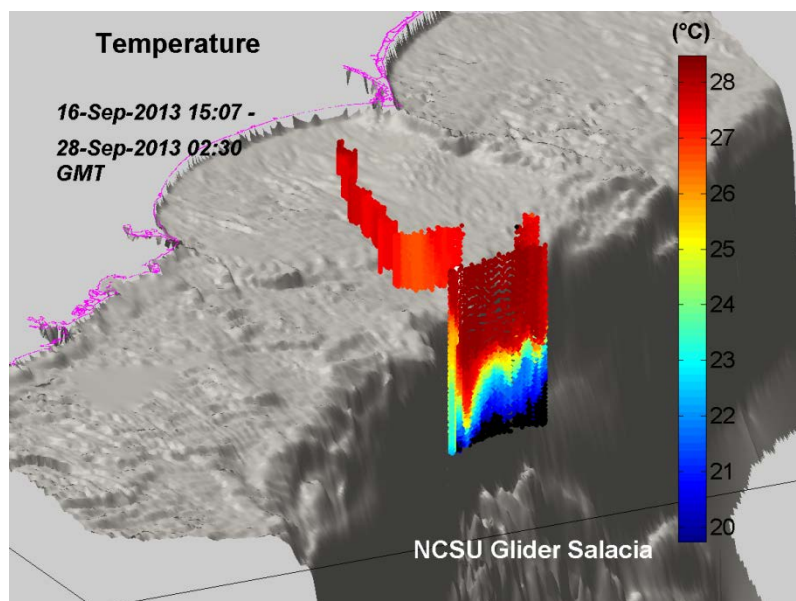 Temperature
(°C)
16-Sep-2013 15:07 -
28-Sep-2013 02:30
GMT
28
27
26
25
24
23
22
21
20
NCSU Glider Salacia